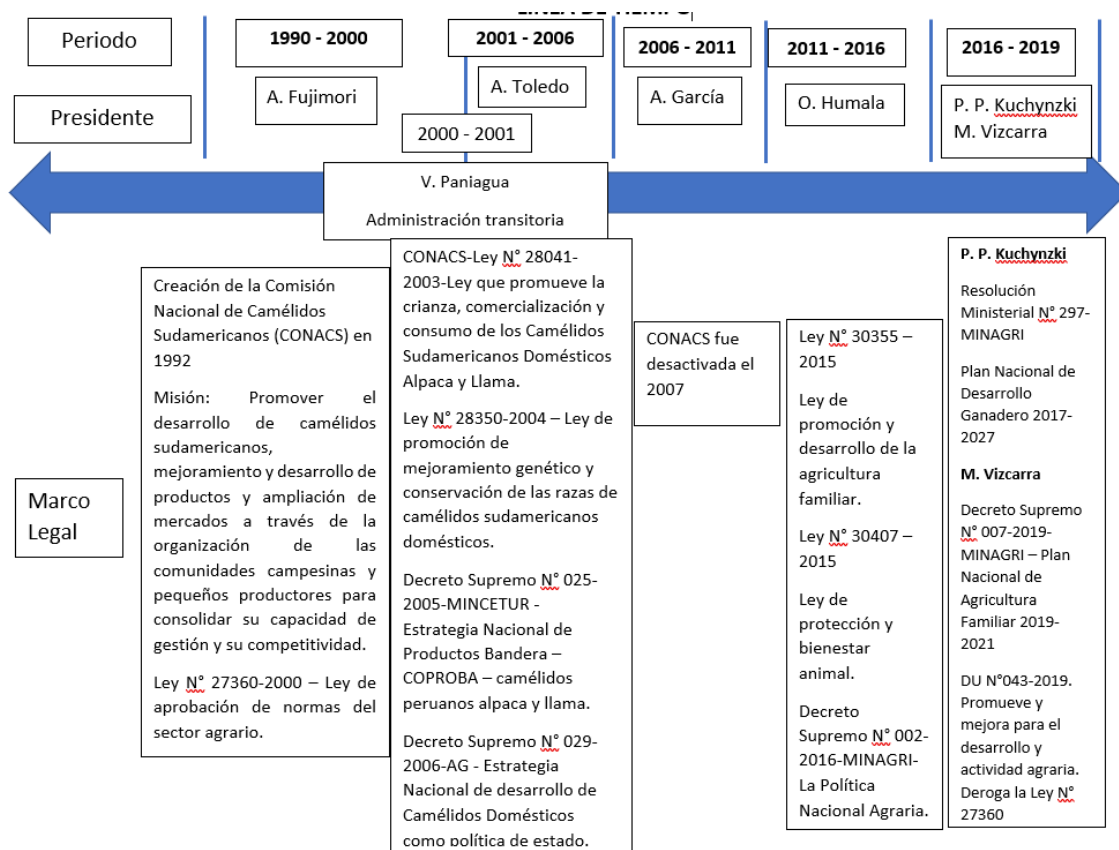 LINEA DE TIEMPO
Periodo
1990 - 2000
2001 - 2006
2006 - 2011
2011 - 2016
2016 - 2019
Presidente
A. Fujimori
A. Toledo
A. García
O. Humala
P. P. Kuchynzki
M. Vizcarra
2000 - 2001
V. Paniagua
Administración transitoria
Marco
Legal
Creación de la Comisión
Nacional de Camélidos
Sudamericanos (CONACS) en
1992
Misión: Promover el
desarrollo de camélidos
sudamericanos,
mejoramiento y desarrollo de
productos y ampliación de
mercados a través de la
organización de las
comunidades campesinas y
pequeños productores para
consolidar su capacidad de
gestión y su competitividad.
Ley N° 27360-2000 – Ley de
aprobación de normas del
sector agrario.
CONACS-Ley N° 28041-
2003-Ley que promueve la
crianza, comercialización y
consumo de los Camélidos
Sudamericanos Domésticos
Alpaca y Llama.
Ley N° 28350-2004 – Ley de
promoción de
mejoramiento genético y
conservación de las razas de
camélidos sudamericanos
domésticos.
Decreto Supremo N° 025-
2005-MINCETUR -
Estrategia Nacional de
Productos Bandera –
COPROBA – camélidos
peruanos alpaca y llama.
Decreto Supremo N° 029-
2006-AG - Estrategia
Nacional de desarrollo de
Camélidos Domésticos
como política de estado.
CONACS fue
desactivada el
2007
Ley N° 30355 –
2015
Ley de
promoción y
desarrollo de la
agricultura
familiar.
Ley N° 30407 –
2015
Ley de
protección y
bienestar
animal.
Decreto
Supremo N° 002-
2016-MINAGRI-
La Política
Nacional Agraria.
P. P. Kuchynzki
Resolución
Ministerial N° 297-
MINAGRI
Plan Nacional de
Desarrollo
Ganadero 2017-
2027
M. Vizcarra
Decreto Supremo
N° 007-2019-
MINAGRI – Plan
Nacional de
Agricultura
Familiar 2019-
2021
DU N°043-2019.
Promueve y
mejora para el
desarrollo y
actividad agraria.
Deroga la Ley N°
27360